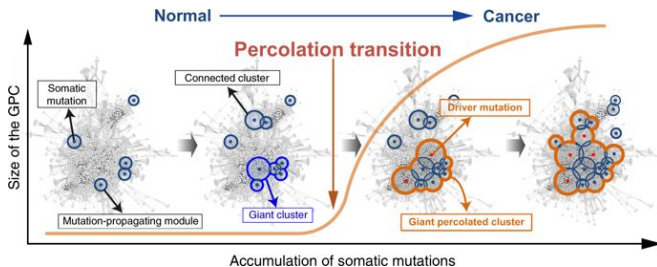 Normal
Cancer
Percolation transition
Size of the GPC
Somatic
mutation
Connected cluster
Driver mutation
Mutation-propagating module
Giant cluster
Giant percolated cluster
Accumulation of somatic mutations